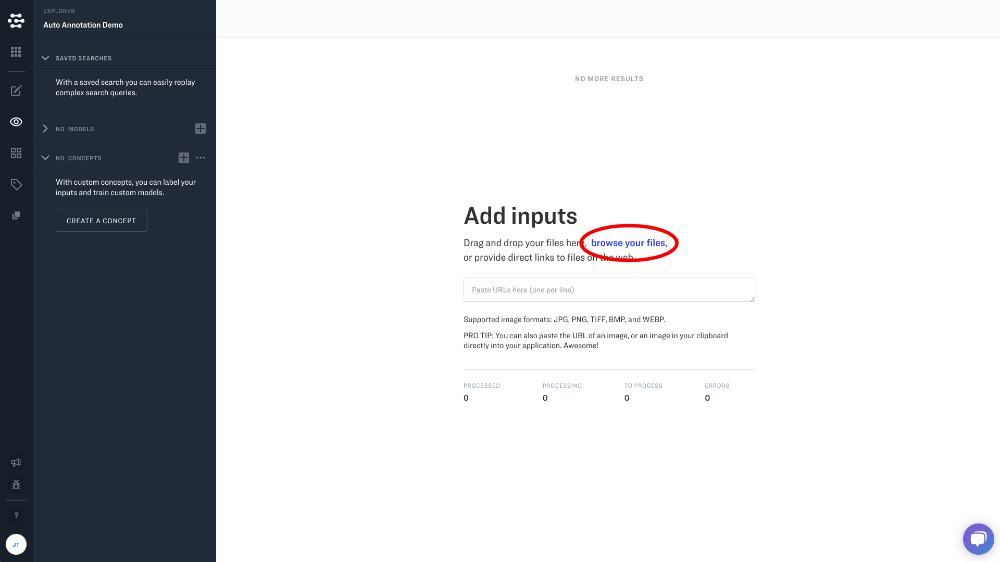 EXPLORER
Auto Annotation Demo
SAVED SEARCHES
With a saved search you can easily replay
complex search queries.
NO MODELS
NO CONCEPTS
With custom concepts, you can label your
inputs and train custom models.
CREATE A CONCEPT
?
JT
NO MORE RESULTS
Add inputs
Drag and drop your files here, browse your files,
or provide direct links to files on the web.
Paste URLs here (one per line)
Supported image formats: JPG, PNG, TIFF, BMP, and WEBP.
PRO TIP: You can also paste the URL of an image, or an image in your clipboard
directly into your application. Awesome!
PROCESSED PROCESSING TO PROCESS ERRORS
0 0 0 0